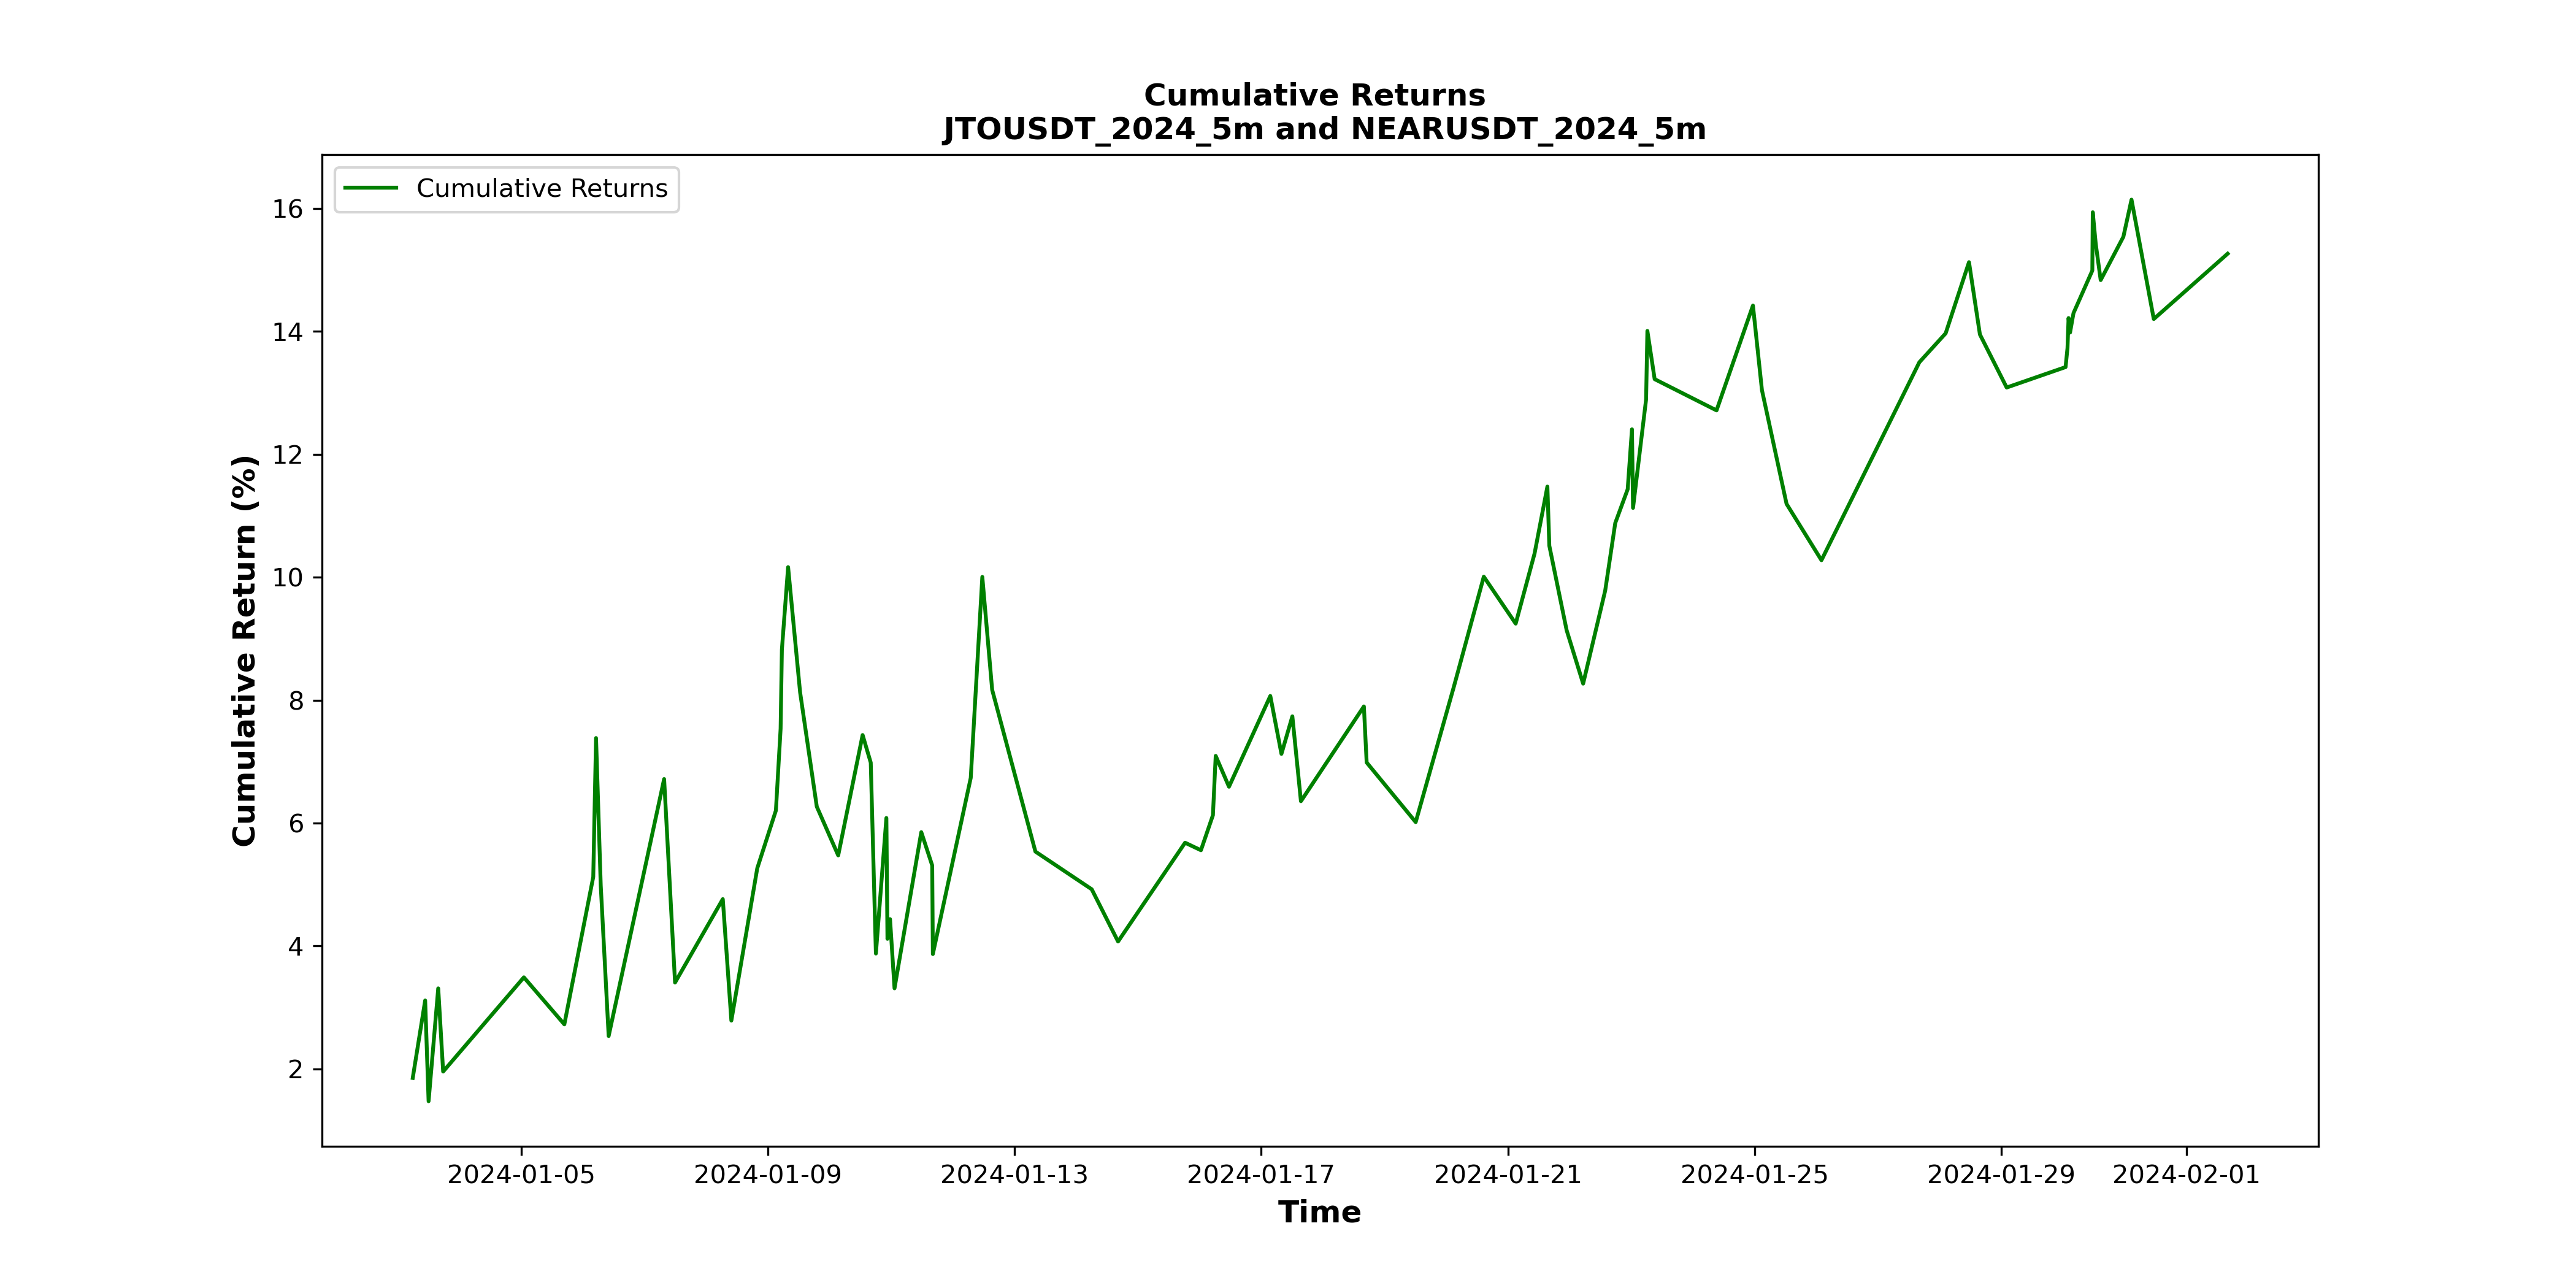 Cumulative Returns
JTOUSDT_2024_5m and NEARUSDT_2024_5m
Cumulative Returns
Cumulative Return (%)
16
14
12
10
8
6
4
2
2024-01-05 2024-01-09 2024-01-13 2024-01-17 2024-01-21 2024-01-25 2024-01-29 2024-02-01
Time